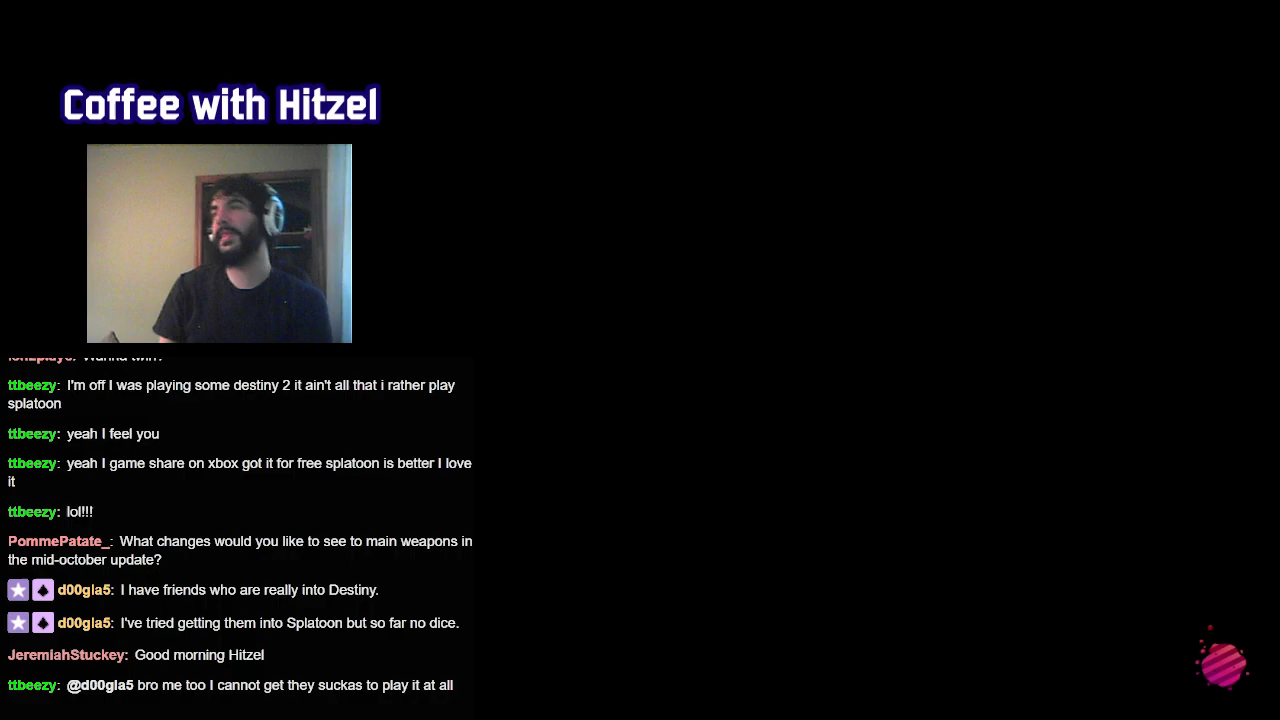 Coffee with Hitzel
ttbeezy: I'm off I was playing some destiny 2 it ain't all that i rather play
splatoon
ttbeezy: yeah I feel you
ttbeezy: yeah I game share on xbox got it for free splatoon is better I love
it
ttbeezy: lol!!!
PommePatate_: What changes would you like to see to main weapons in
the mid-october update?
d00gla5: I have friends who are really into Destiny.
d00gla5: I've tried getting them into Splatoon but so far no dice.
JeremiahStuckey: Good morning Hitzel
ttbeezy: @d00gla5 bro me too I cannot get they suckas to play it at all